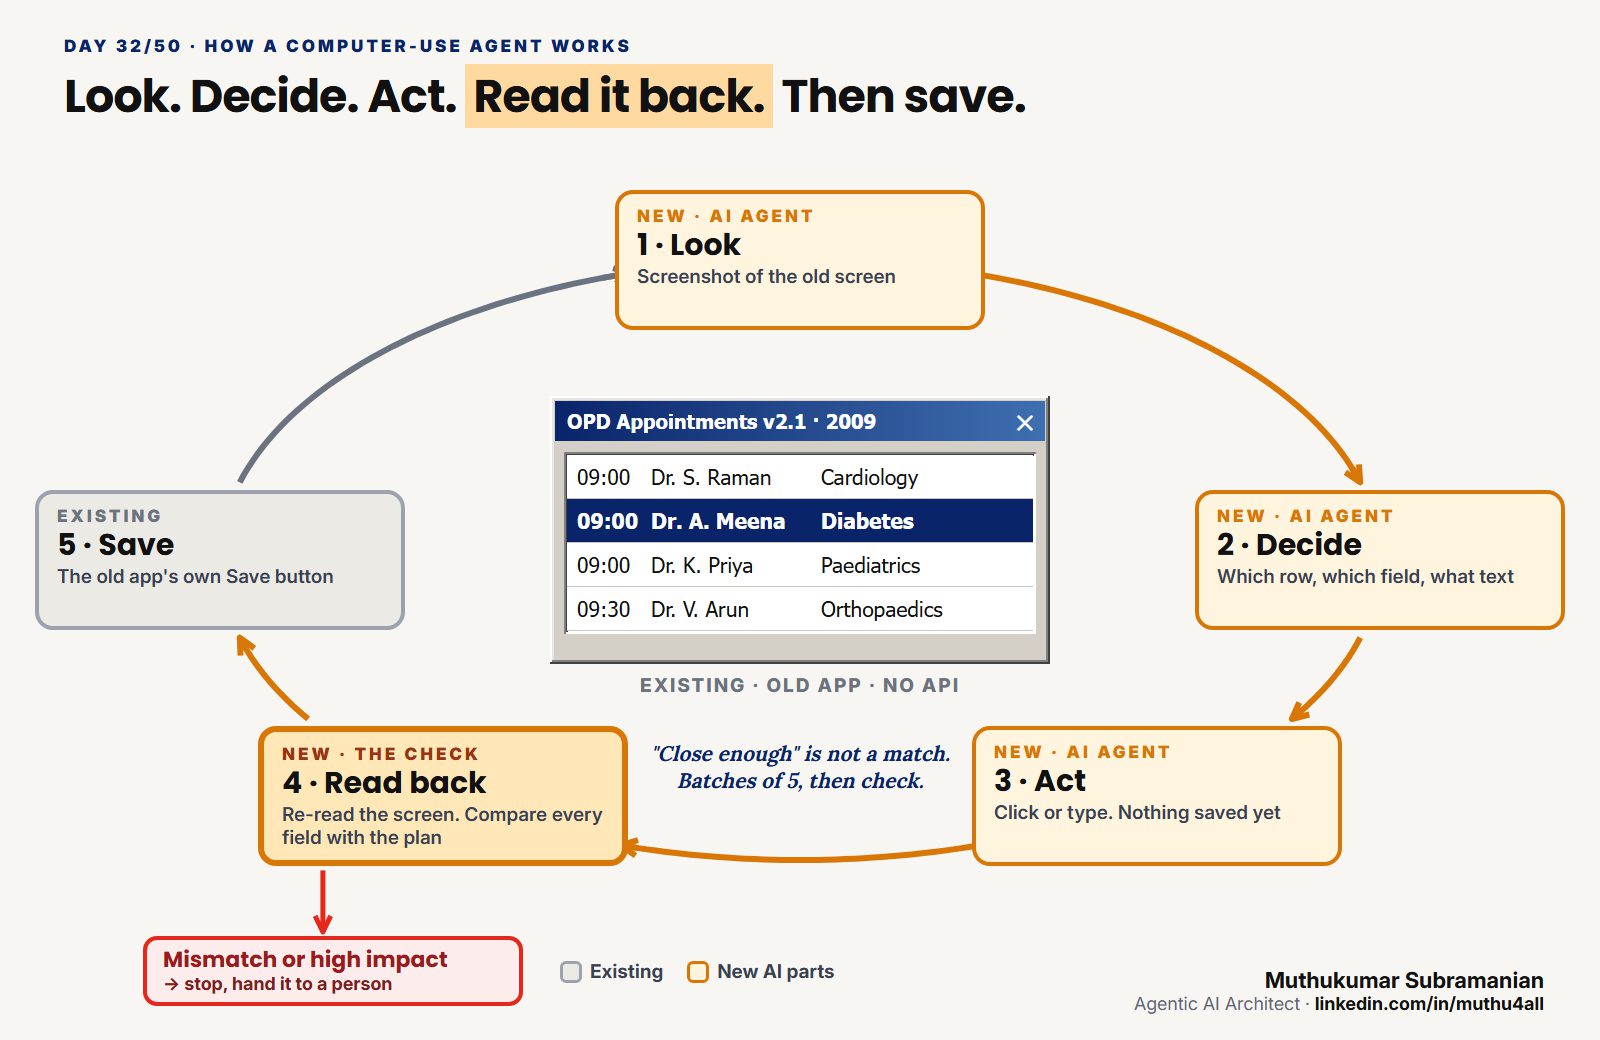 DAY 32/50 · HOW A COMPUTER-USE AGENT WORKS
Look. Decide. Act. Read it back. Then save.
NEW · AI AGENT
1 · Look
Screenshot of the old screen
OPD Appointments v2.1 · 2009
09:00 Dr. S. Raman Cardiology
09:00 Dr. A. Meena Diabetes
09:00 Dr. K. Priya Paediatrics
09:30 Dr. V. Arun Orthopaedics
EXISTING · OLD APP · NO API
EXISTING
5 · Save
The old app's own Save button
NEW · AI AGENT
2 · Decide
Which row, which field, what text
NEW · THE CHECK
4 · Read back
Re-read the screen. Compare every
field with the plan
"Close enough" is not a match.
Batches of 5, then check.
NEW · AI AGENT
3 · Act
Click or type. Nothing saved yet
Mismatch or high impact
→ stop, hand it to a person
Existing
New AI parts
Muthukumar Subramanian
Agentic AI Architect · linkedin.com/in/muthu4all